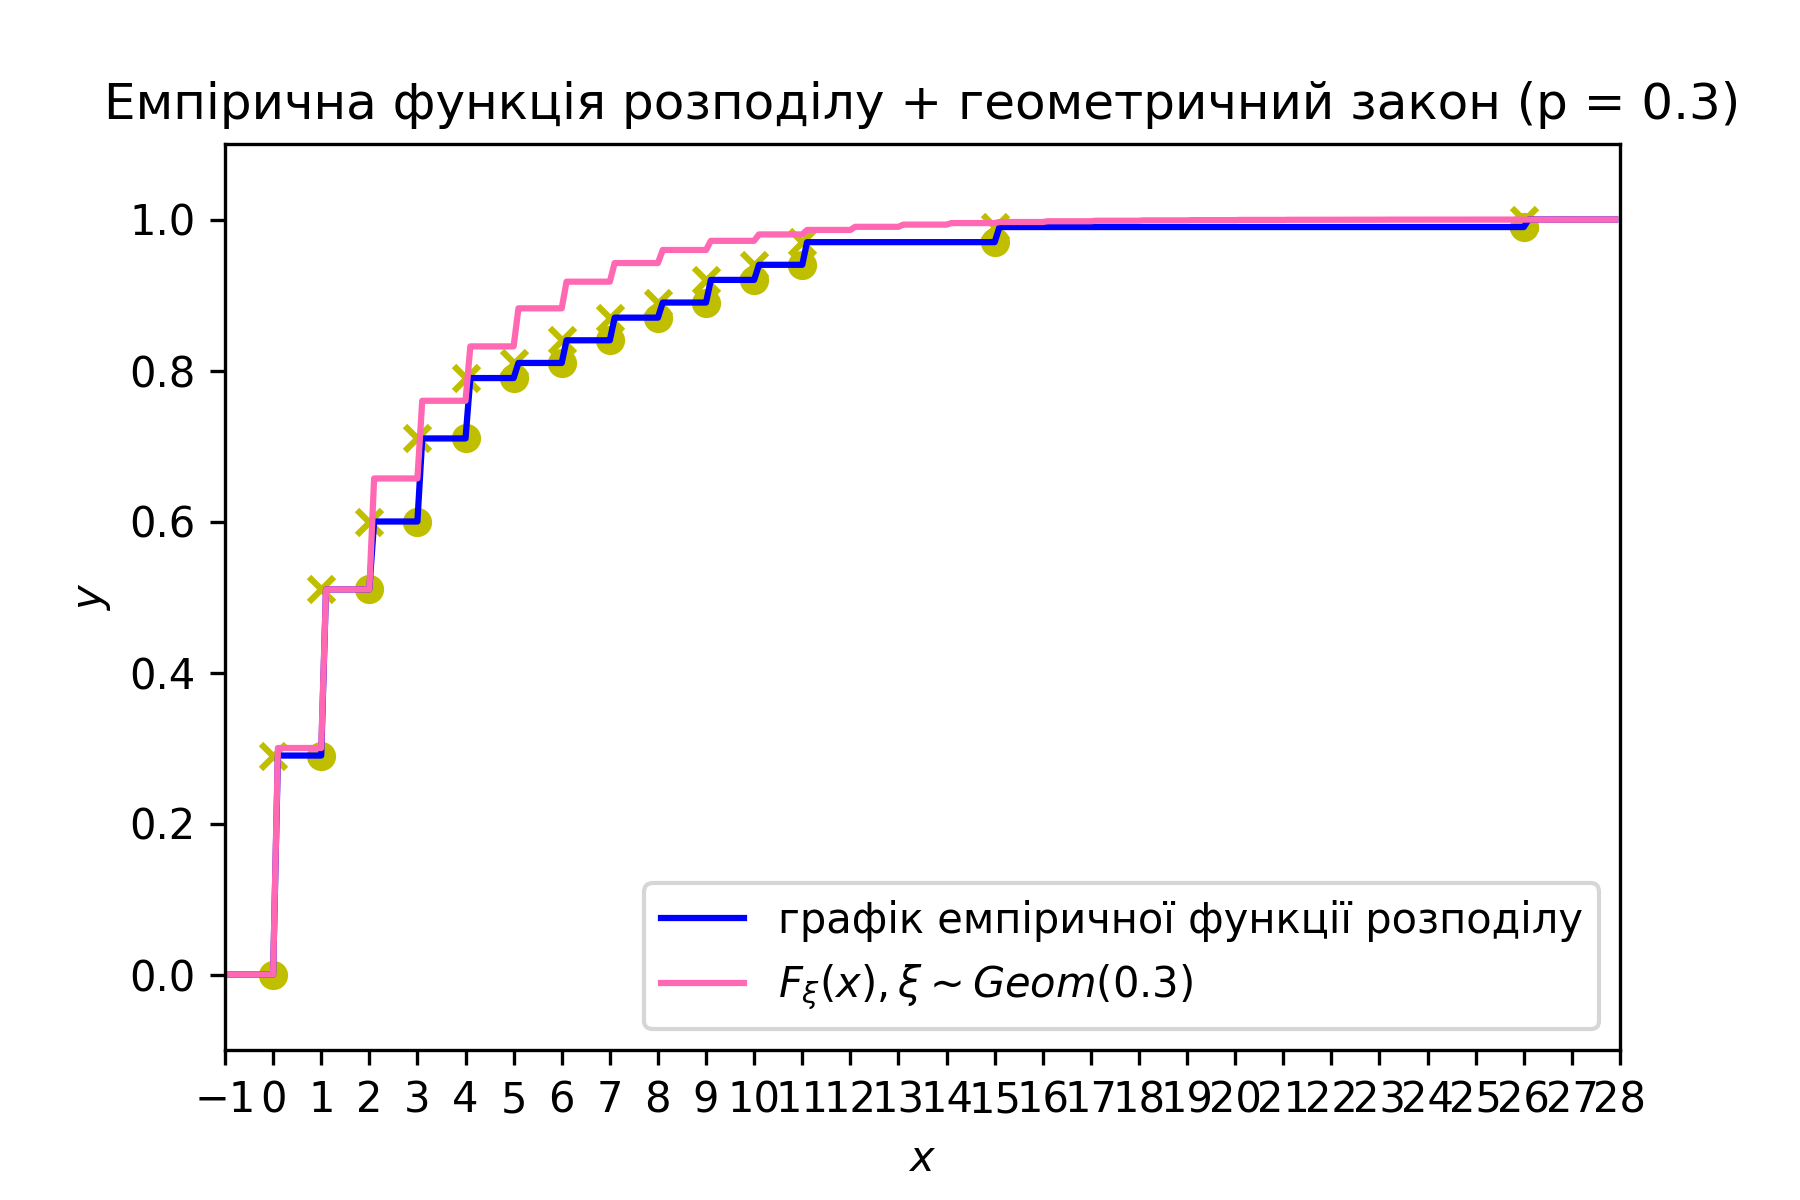 Емпірична функція розподілу + геометричний закон (p = 0.3)
1.0
0.8
0.6
0.4
0.2
0.0
y
графік емпіричної функції розподілу
F_ξ(x), ξ ~ Geom(0.3)
−1 0 1 2 3 4 5 6 7 8 9 10 11 12 13 14 15 16 17 18 19 20 21 22 23 24 25 26 27 28
x